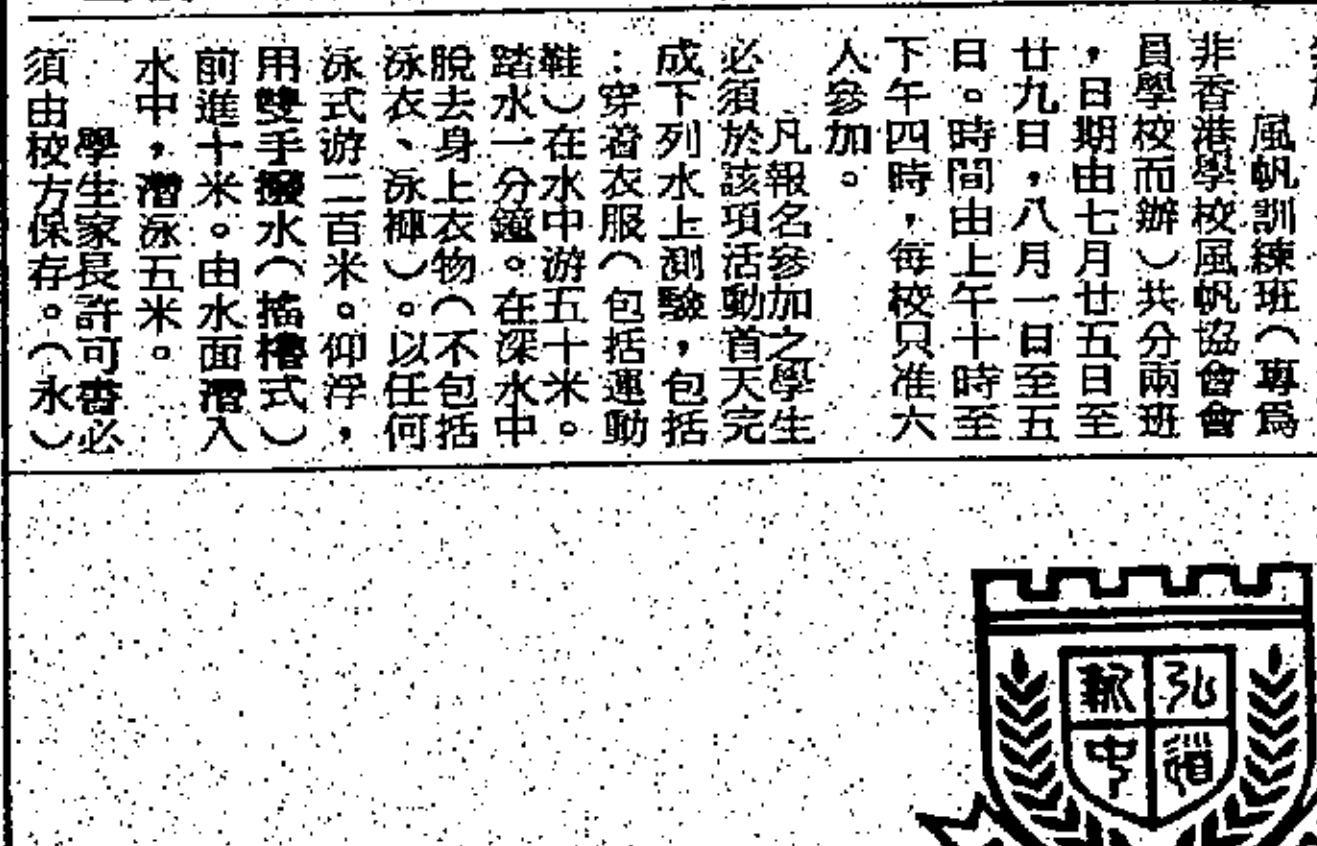 風帆訓練班（專爲
非香港學校風帆協會會
員學校而辦）共分兩班
，日期由七月廿五日至
廿九日，八月一日至五
日。時間由上午十時至
下午四時，每校只准六
人參加。
凡報名參加之學生
必須於該項活動首天完
成下列水上測驗，包括
：穿着衣服（包括運動
鞋）在水中游五十米。
踏水一分鐘。在深水中
脫去身上衣物（不包括
泳衣、泳褲）。以任何
泳式游二百米。仰浮，
用雙手撥水（搖櫓式）
前進十米。由水面潛入
水中，潛泳五米。
學生家長許可書必
須由校方保存。（永）
弘道